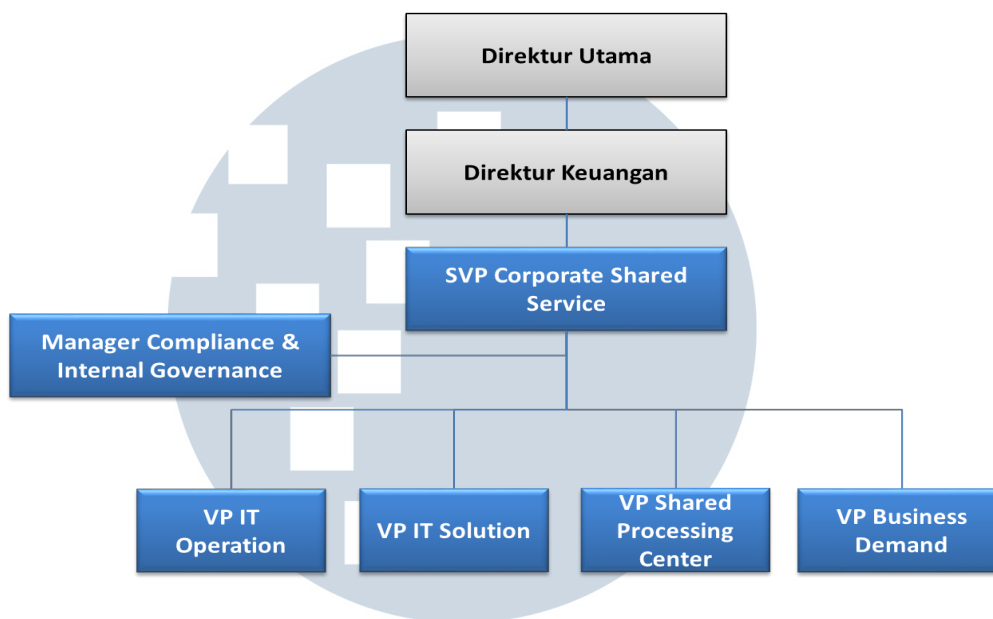 Direktur Utama
Direktur Keuangan
SVP Corporate Shared
Service
Manager Compliance &
Internal Governance
VP IT
Operation
VP IT Solution
VP Shared
Processing
Center
VP Business
Demand